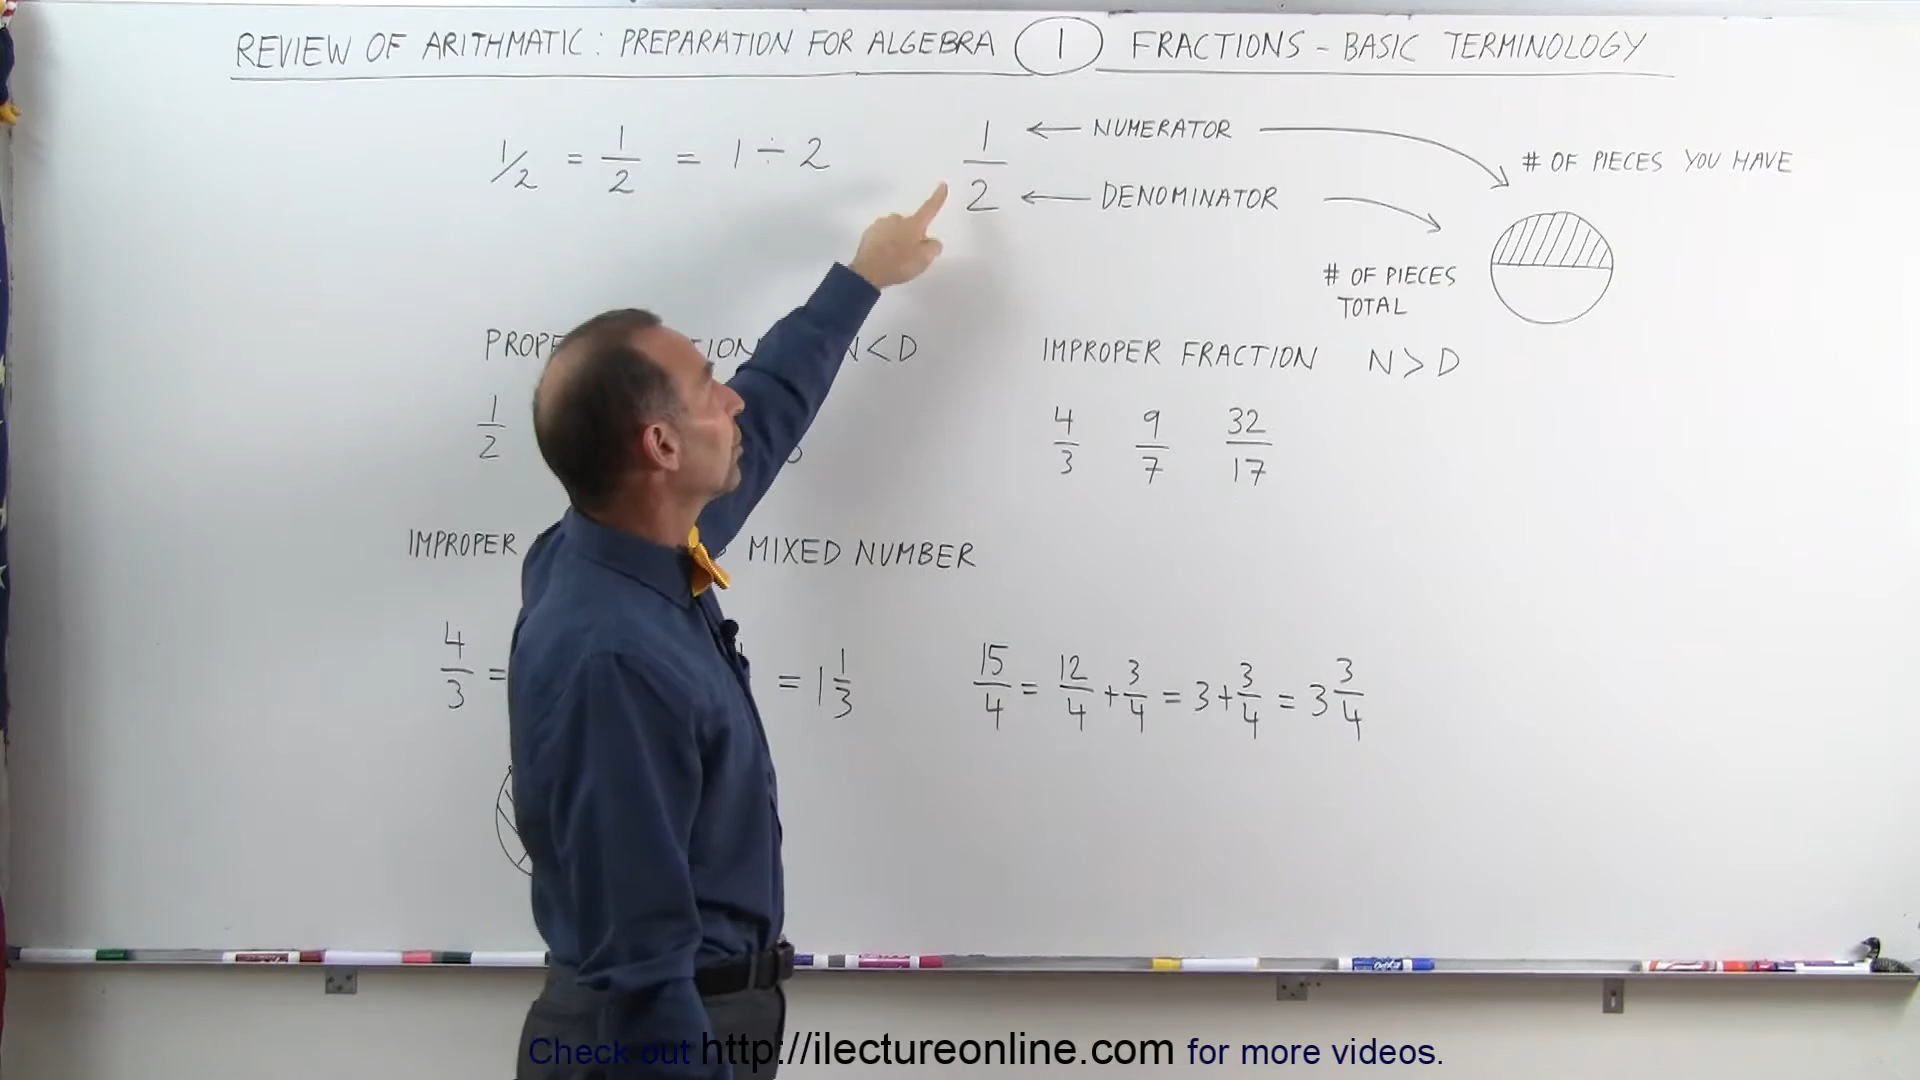 REVIEW OF ARITHMATIC: PREPARATION FOR ALGEBRA 1 FRACTIONS - BASIC TERMINOLOGY
1/2 = 1/2 = 1 ÷ 2
1/2
← NUMERATOR
# OF PIECES YOU HAVE
← DENOMINATOR
# OF PIECES
TOTAL
N<D
IMPROPER FRACTION N>D
1/2
4/3 9/7 32/17
IMPROPER MIXED NUMBER
4/3 = = 1 1/3
15/4 = 12/4 + 3/4 = 3 + 3/4 = 3 3/4
Check out http://ilectureonline.com for more videos.